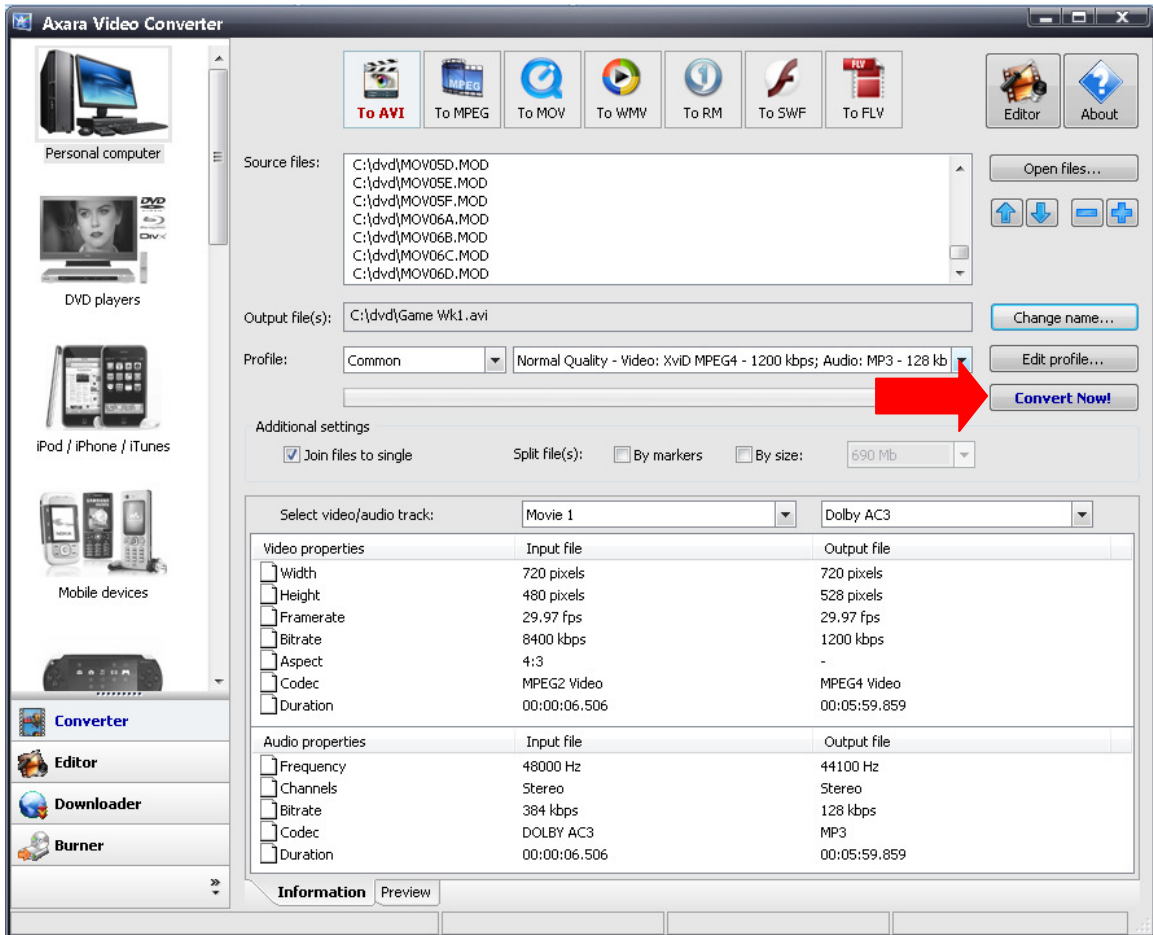 Axara Video Converter
Personal computer
DVD players
iPod / iPhone / iTunes
Mobile devices
Converter
Editor
Downloader
Burner
To AVI To MPEG To MOV To WMV To RM To SWF To FLV
Editor About
Source files:
C:\dvd\MOV05D.MOD
C:\dvd\MOV05E.MOD
C:\dvd\MOV05F.MOD
C:\dvd\MOV06A.MOD
C:\dvd\MOV06B.MOD
C:\dvd\MOV06C.MOD
C:\dvd\MOV06D.MOD
Open files...
Output file(s): C:\dvd\Game Wk1.avi Change name...
Profile: Common Normal Quality - Video: XviD MPEG4 - 1200 kbps; Audio: MP3 - 128 kb Edit profile...
Convert Now!
Additional settings
Join files to single Split file(s): By markers By size: 690 Mb
Select video/audio track: Movie 1 Dolby AC3
Video properties Input file Output file
Width 720 pixels 720 pixels
Height 480 pixels 528 pixels
Framerate 29.97 fps 29.97 fps
Bitrate 8400 kbps 1200 kbps
Aspect 4:3 -
Codec MPEG2 Video MPEG4 Video
Duration 00:00:06.506 00:05:59.859
Audio properties Input file Output file
Frequency 48000 Hz 44100 Hz
Channels Stereo Stereo
Bitrate 384 kbps 128 kbps
Codec DOLBY AC3 MP3
Duration 00:00:06.506 00:05:59.859
Information Preview